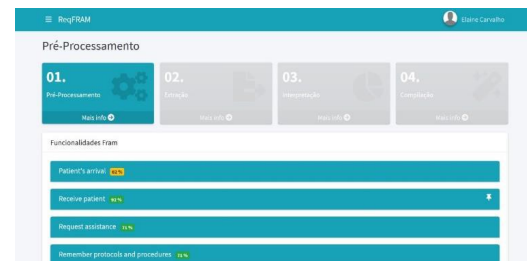 ReqFRAM
Elaine Carvalho
Pré-Processamento
01.
Pré-Processamento
Mais info
02.
Extração
Mais info
03.
Interpretação
Mais info
04.
Compilação
Mais info
Funcionalidades Fram
Patient's arrival
Receive patient
Request assistance
Remember protocols and procedures